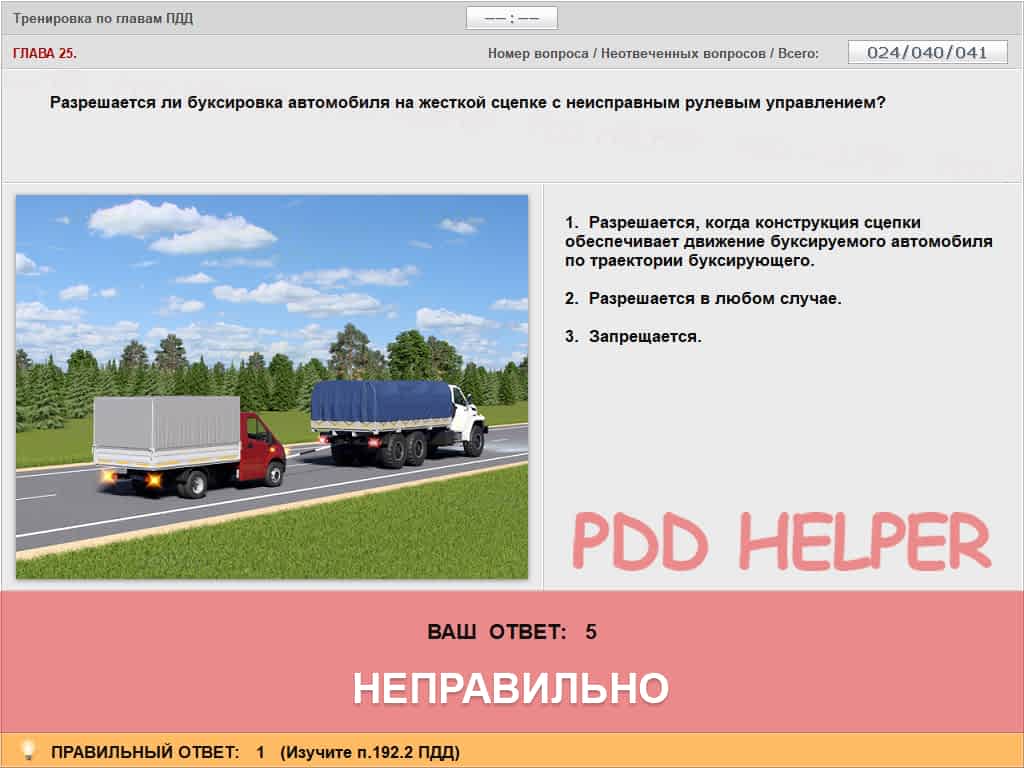 Тренировка по главам ПДД
—— : ——
ГЛАВА 25.
Номер вопроса / Неотвеченных вопросов / Всего:
024/040/041
Разрешается ли буксировка автомобиля на жесткой сцепке с неисправным рулевым управлением?
1. Разрешается, когда конструкция сцепки
обеспечивает движение буксируемого автомобиля
по траектории буксирующего.
2. Разрешается в любом случае.
3. Запрещается.
PDD HELPER
ВАШ ОТВЕТ: 5
НЕПРАВИЛЬНО
ПРАВИЛЬНЫЙ ОТВЕТ: 1 (Изучите п.192.2 ПДД)